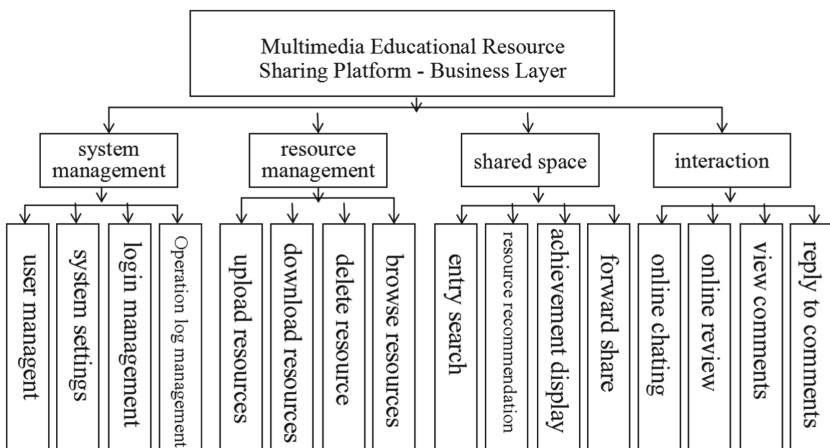 Multimedia Educational Resource
Sharing Platform - Business Layer
system
management
resource
management
shared space
interaction
user managent
system settings
login management
Operation log management
upload resources
download resources
delete resource
browse resources
entry search
resource recommendation
achievement display
forward share
online chating
online review
view comments
reply to comments